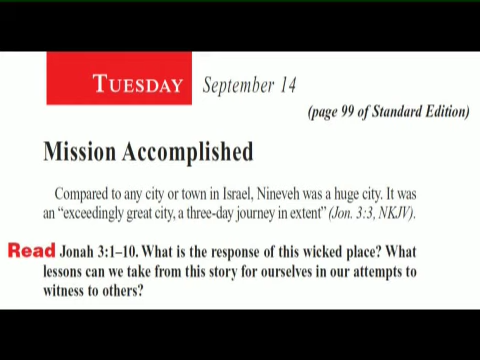 TUESDAY September 14
(page 99 of Standard Edition)
Mission Accomplished
Compared to any city or town in Israel, Nineveh was a huge city. It was
an “exceedingly great city, a three-day journey in extent” (Jon. 3:3, NKJV).
Read Jonah 3:1–10. What is the response of this wicked place? What
lessons can we take from this story for ourselves in our attempts to
witness to others?